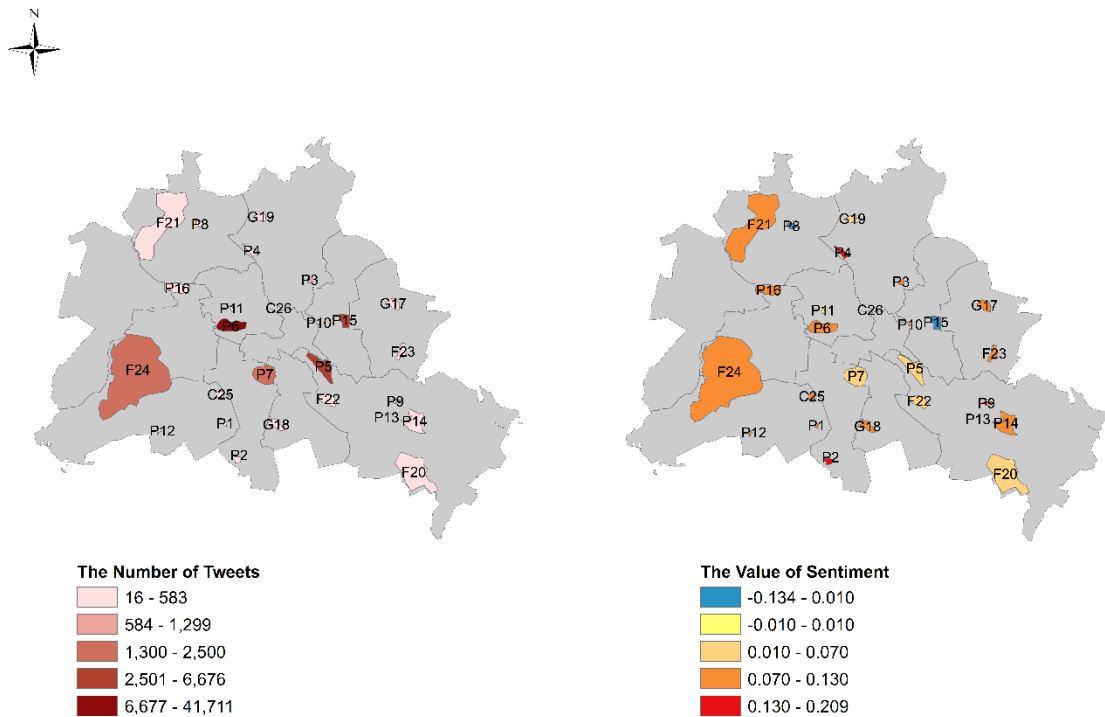 N
F21
P8
G19
P4
P3
P16
P11
C26
P6
P10
P15
G17
F23
F24
P7
P5
C25
F22
P9
P13
P14
P12
P1
G18
P2
F20
The Number of Tweets
16 - 583
584 - 1,299
1,300 - 2,500
2,501 - 6,676
6,677 - 41,711
F21
P8
G19
P4
P3
P16
P11
C26
P6
P10
P15
G17
F23
F24
P7
P5
C25
F22
P9
P13
P14
P12
P1
G18
P2
F20
The Value of Sentiment
-0.134 - 0.010
-0.010 - 0.010
0.010 - 0.070
0.070 - 0.130
0.130 - 0.209